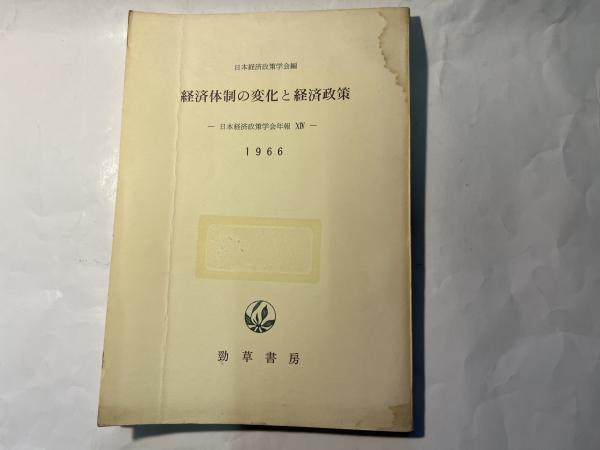 日本経済政策学会編
経済体制の変化と経済政策
― 日本経済政策学会年報 XIV ―
1966
勁草書房